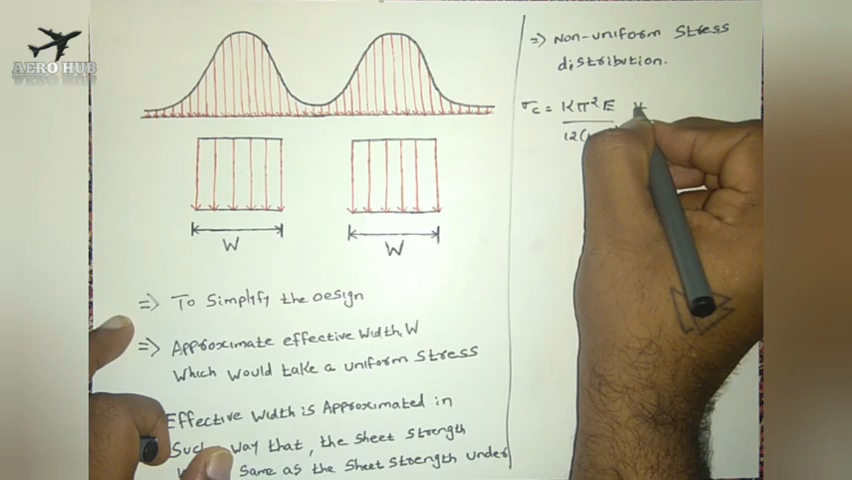 AERO HUB
W
W
=> To Simplify the Design
=> Approximate effective width, W
Which would take a uniform Stress
Effective Width is Approximated in
Such way that, the sheet strength
same as the sheet strength under
=> Non-uniform Stress
distribution.
σc = Kπ²E
12(